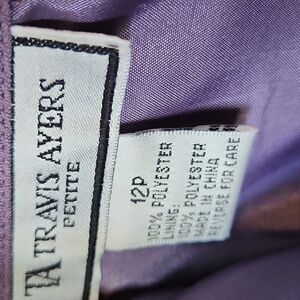 TA TRAVIS AYERS
PETITE
12P
100% POLYESTER
LINING:
100% POLYESTER
MADE IN CHINA
REVERSE FOR CARE